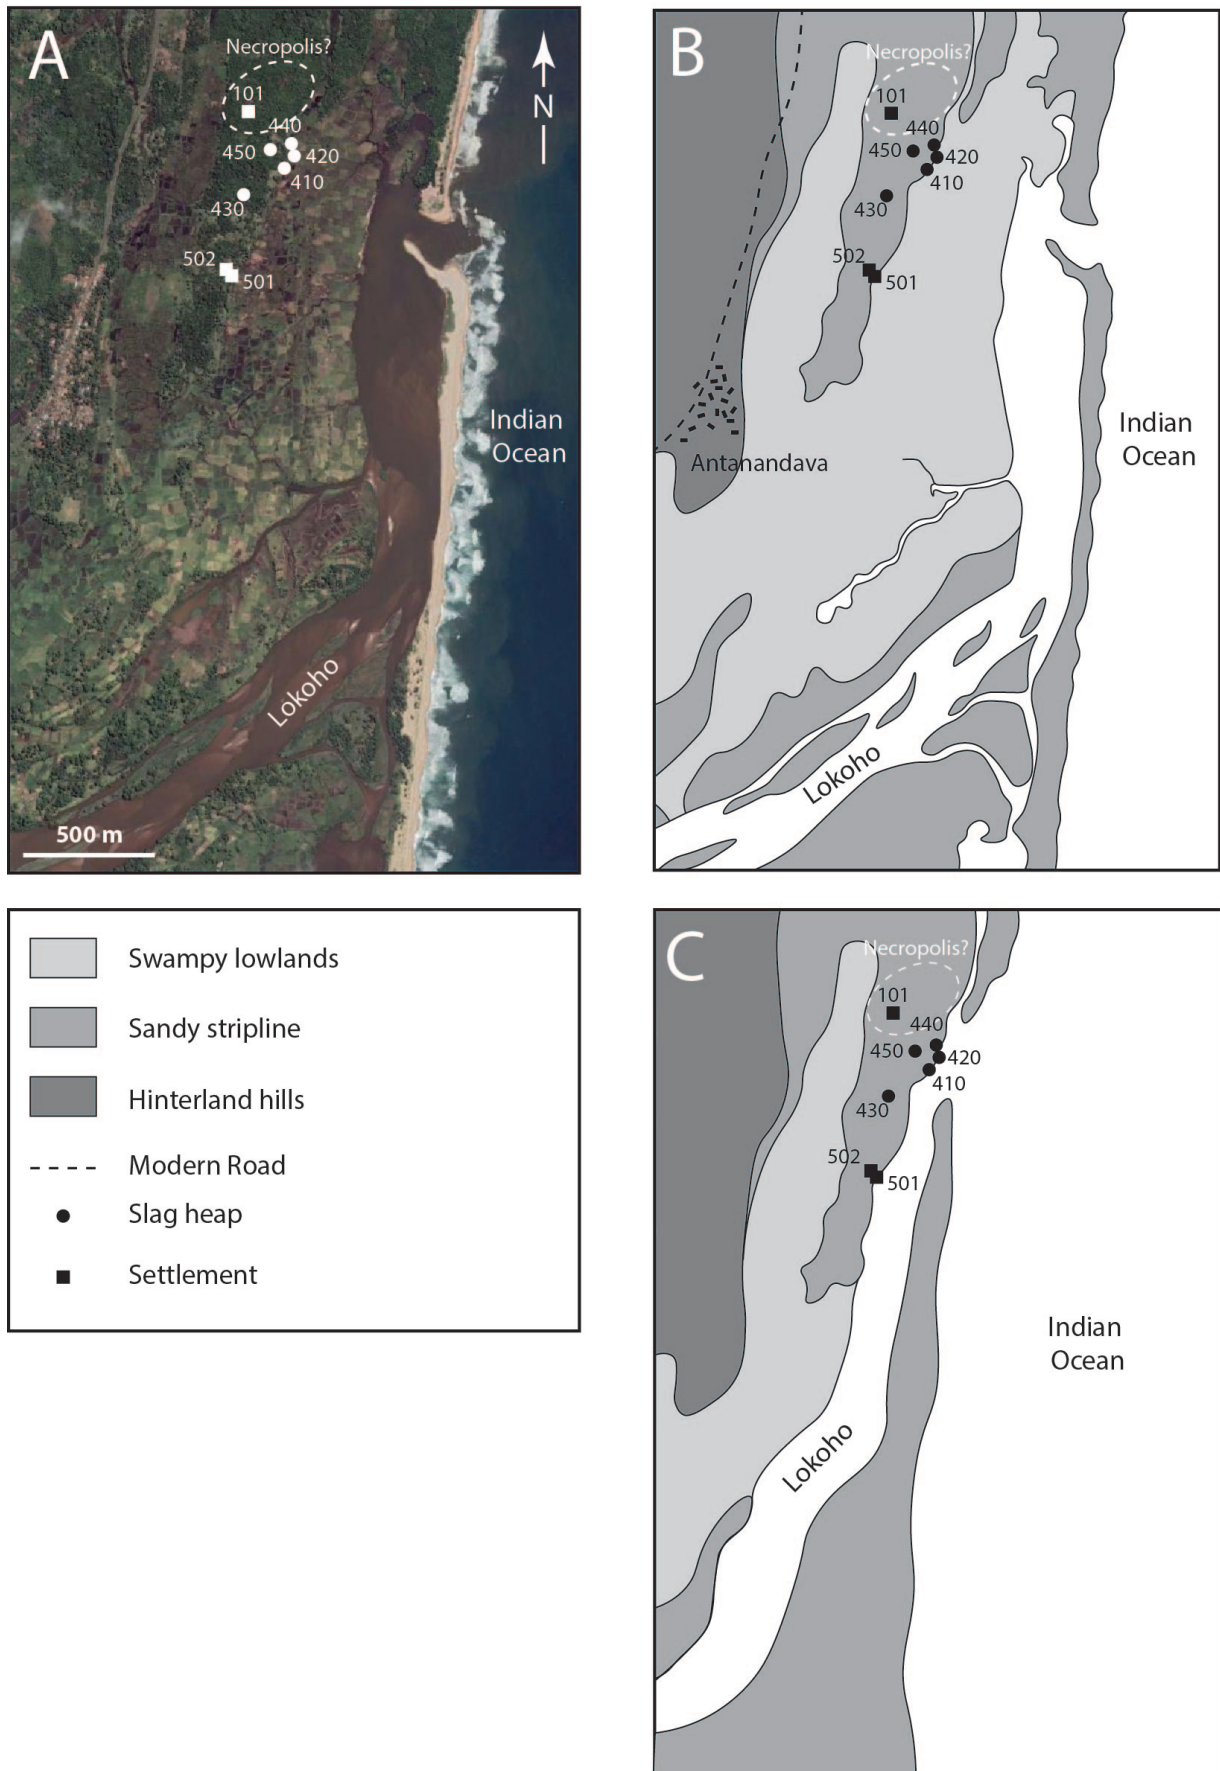 A
Necropolis?
N
101
440
450
420
410
430
502
501
Indian
Ocean
Lokoho
500 m
B
Necropolis?
101
440
450
420
410
430
502
501
Indian
Ocean
Antanandava
Lokoho
Swampy lowlands
Sandy stripline
Hinterland hills
Modern Road
Slag heap
Settlement
C
Necropolis?
101
440
450
420
410
430
502
501
Indian
Ocean
Lokoho